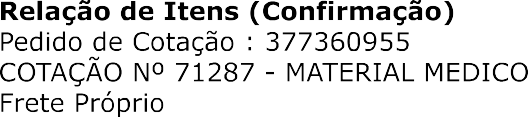 Relação de Itens (Confirmação)
Pedido de Cotação : 377360955
COTAÇÃO Nº 71287 - MATERIAL MEDICO
Frete Próprio